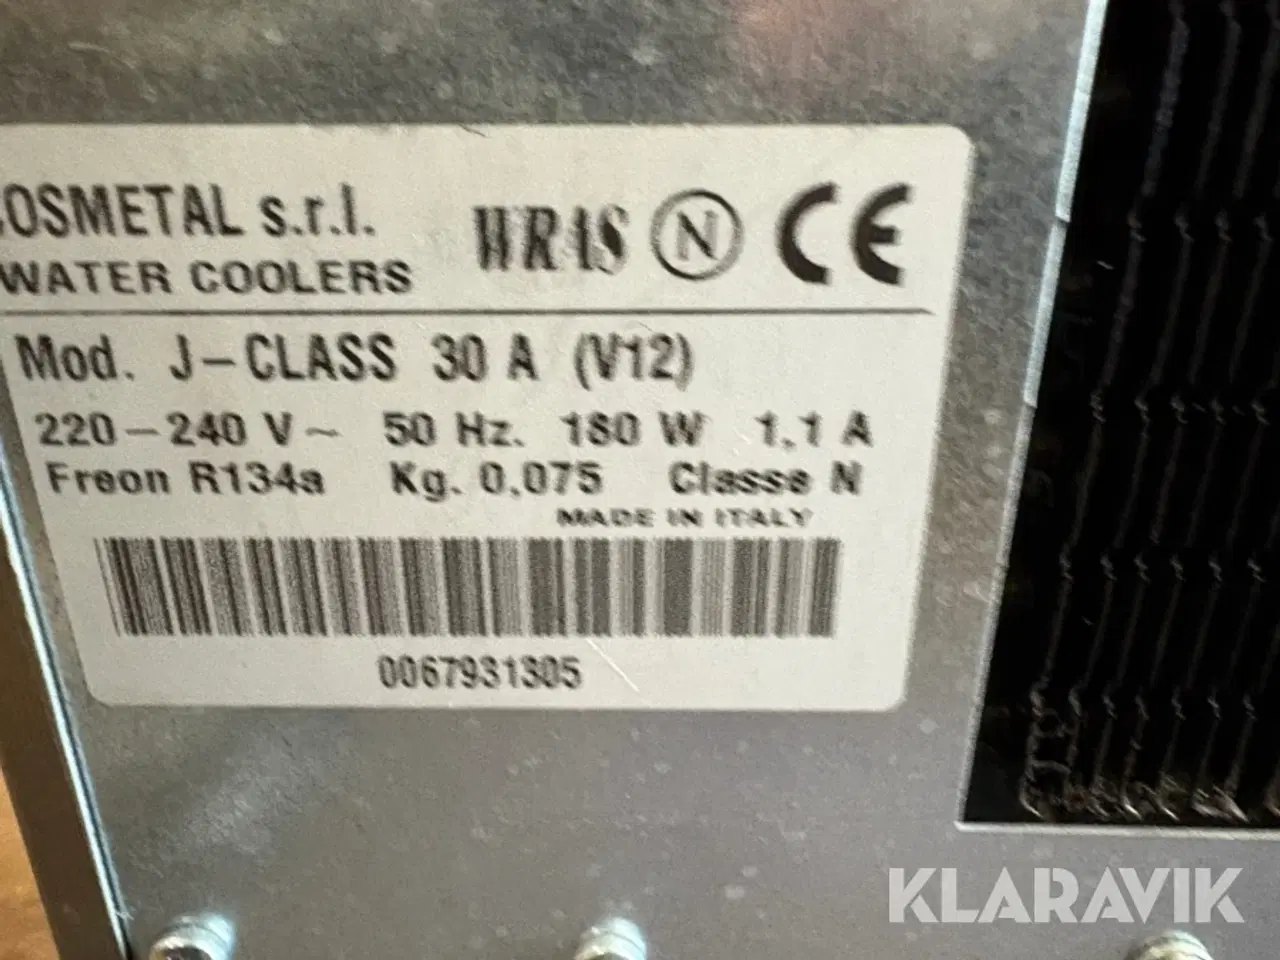 COSMETAL s.r.l.
WATER COOLERS
WRAS N CE
Mod. J-CLASS 30 A (V12)
220-240 V~ 50 Hz. 180 W 1,1 A
Freon R134a Kg. 0,075 Classe N
MADE IN ITALY
0067931305
KLARAVIK